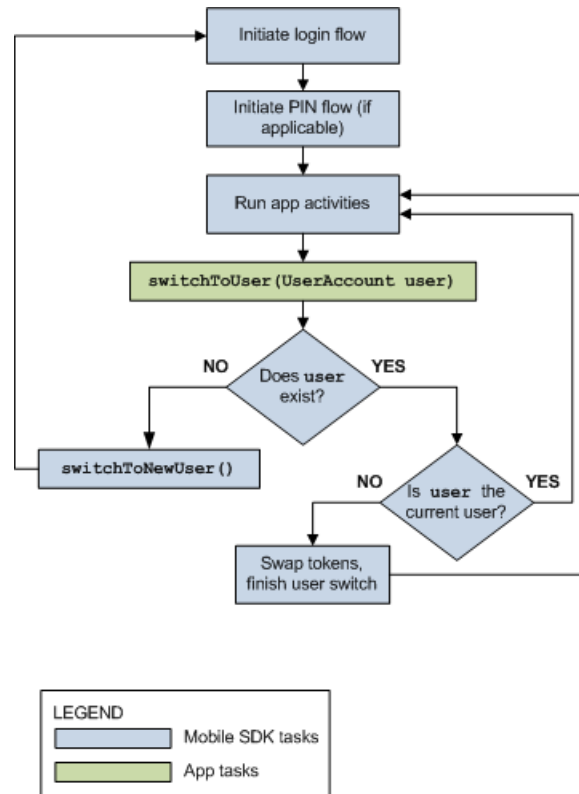 Initiate login flow
Initiate PIN flow (if
applicable)
Run app activities
switchToUser(UserAccount user)
NO
YES
Does user
exist?
switchToNewUser()
NO
YES
Is user the
current user?
Swap tokens,
finish user switch
LEGEND
Mobile SDK tasks
App tasks